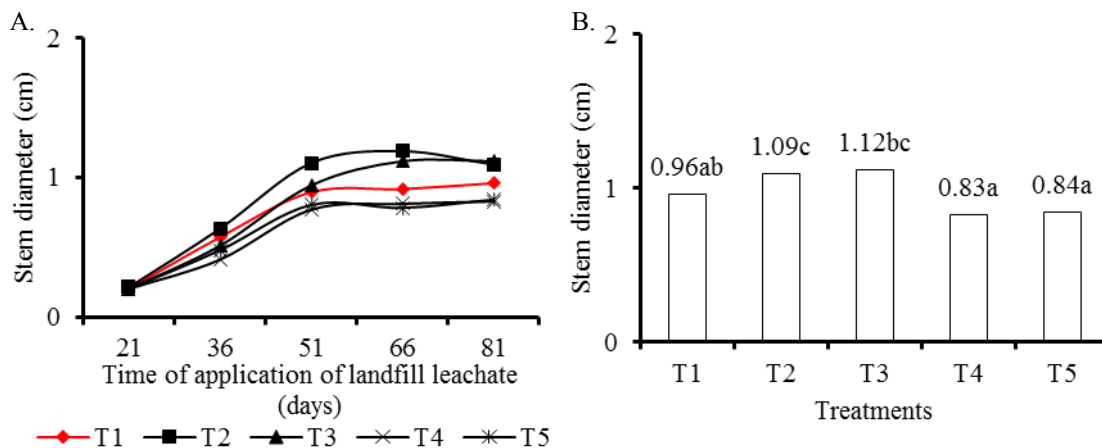 A.
Stem diameter (cm)
2
1
0
21 36 51 66 81
Time of application of landfill leachate
(days)
T1 T2 T3 T4 T5
B.
Stem diameter (cm)
2
1
0
0.96ab
1.09c
1.12bc
0.83a
0.84a
T1 T2 T3 T4 T5
Treatments